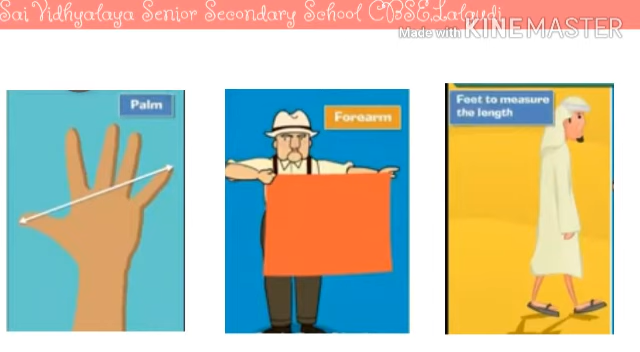 Sai Vidhyalaya Senior Secondary School CBSE,Lalgudi
Made with KINEMASTER
Palm
Forearm
Feet to measure
the length